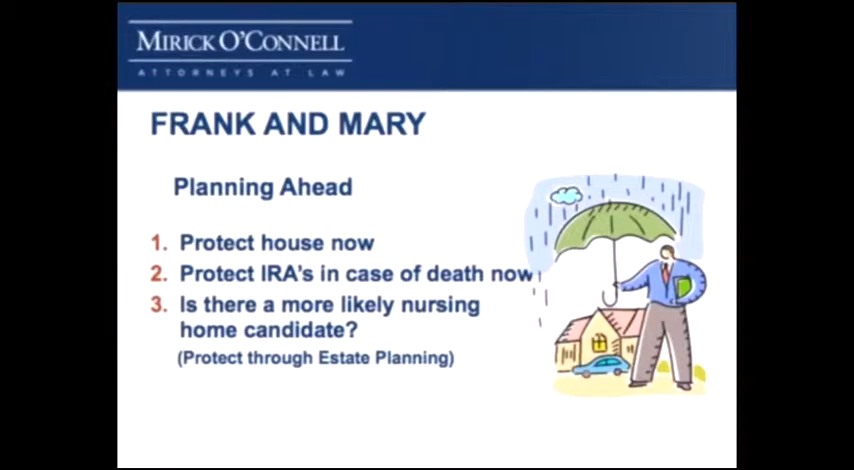 MIRICK O'CONNELL
ATTORNEYS AT LAW
FRANK AND MARY
Planning Ahead
1. Protect house now
2. Protect IRA's in case of death now
3. Is there a more likely nursing
home candidate?
(Protect through Estate Planning)